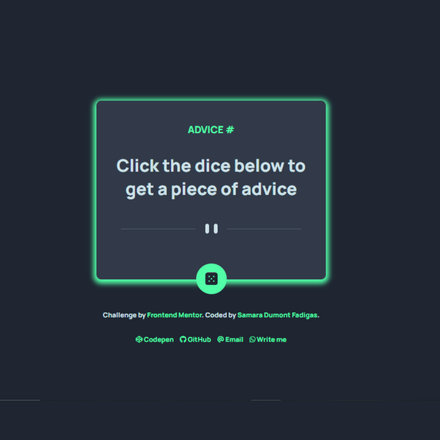 ADVICE #
Click the dice below to
get a piece of advice
Challenge by Frontend Mentor. Coded by Samara Dumont Fadigas.
Codepen GitHub Email Write me